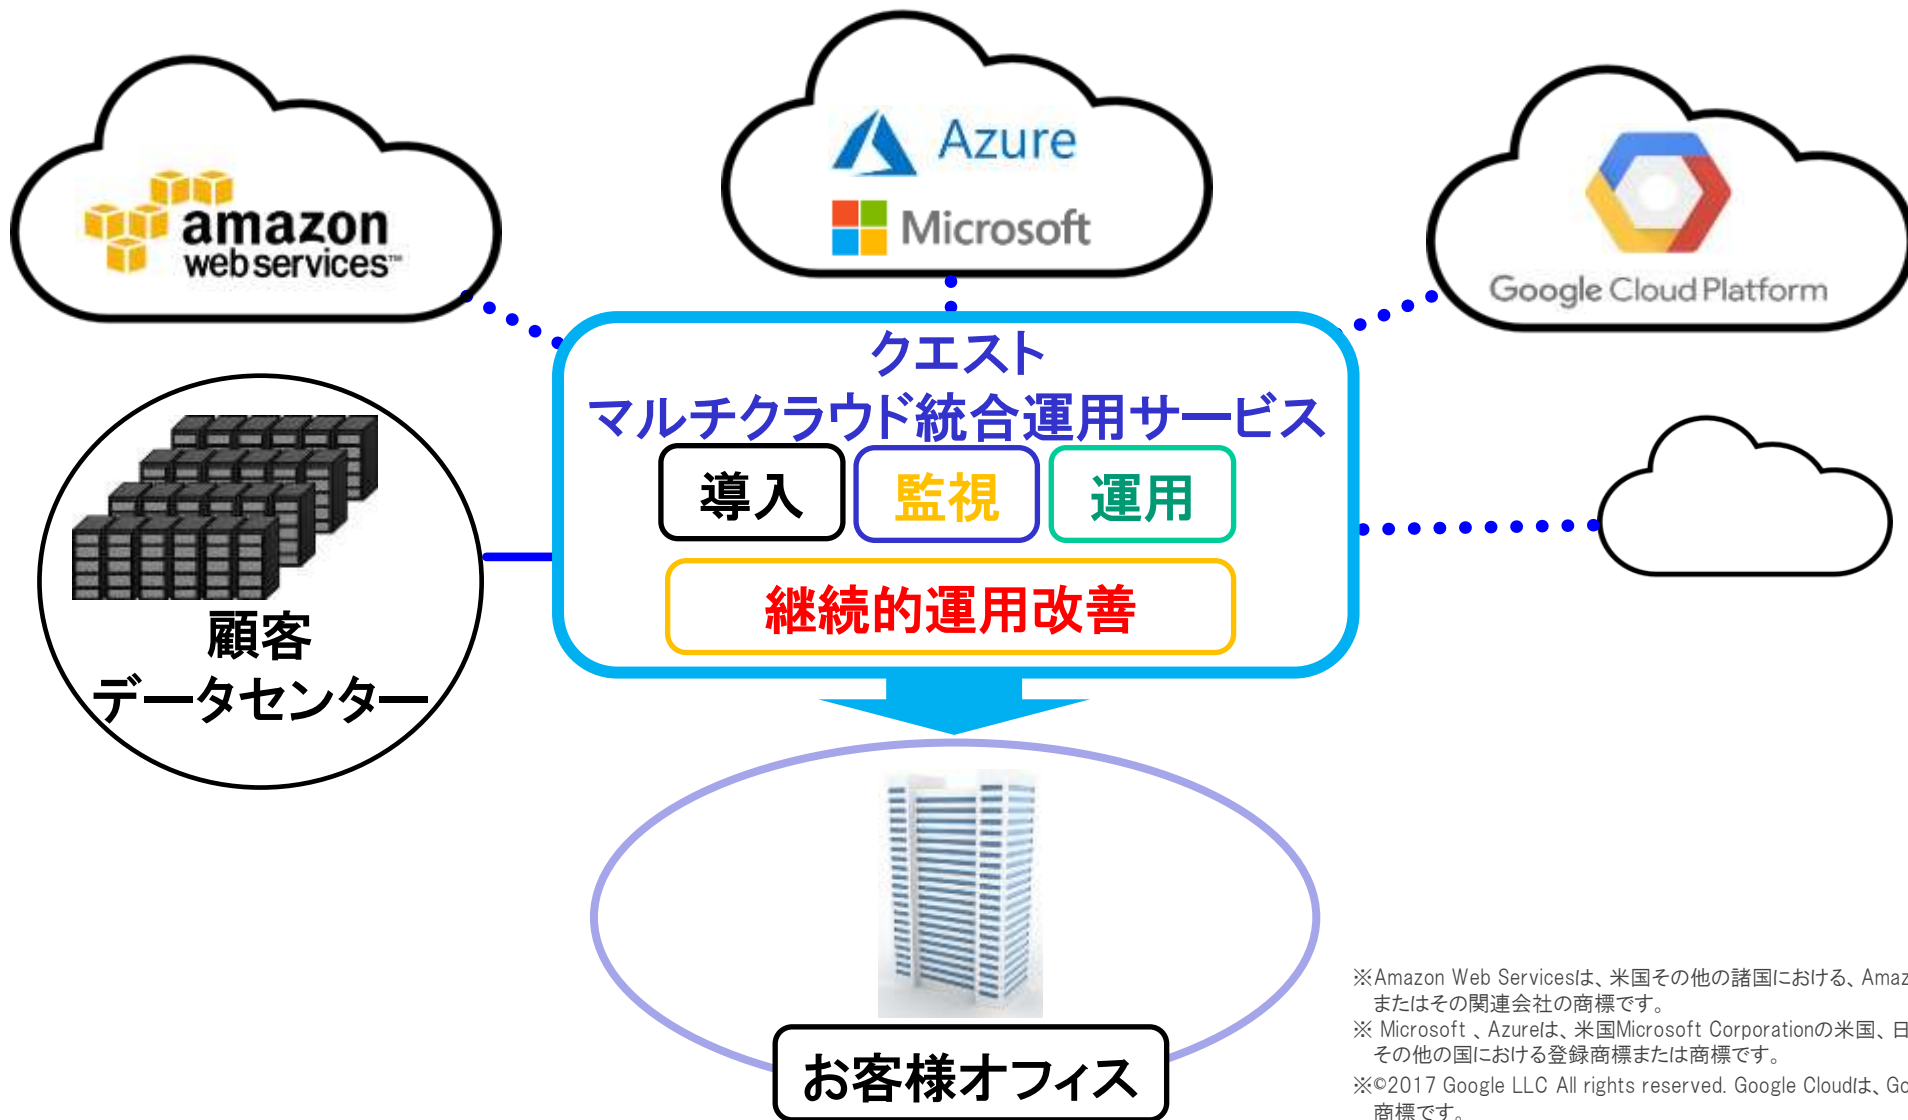 amazon
web services™
Azure
Microsoft
Google Cloud Platform
クエスト
マルチクラウド統合運用サービス
導入
監視
運用
継続的運用改善
顧客
データセンター
お客様オフィス
※Amazon Web Servicesは、米国その他の諸国における、Amaz
またはその関連会社の商標です。
※ Microsoft 、Azureは、米国Microsoft Corporationの米国、日
その他の国における登録商標または商標です。
※©2017 Google LLC All rights reserved. Google Cloudは、Go
商標です。